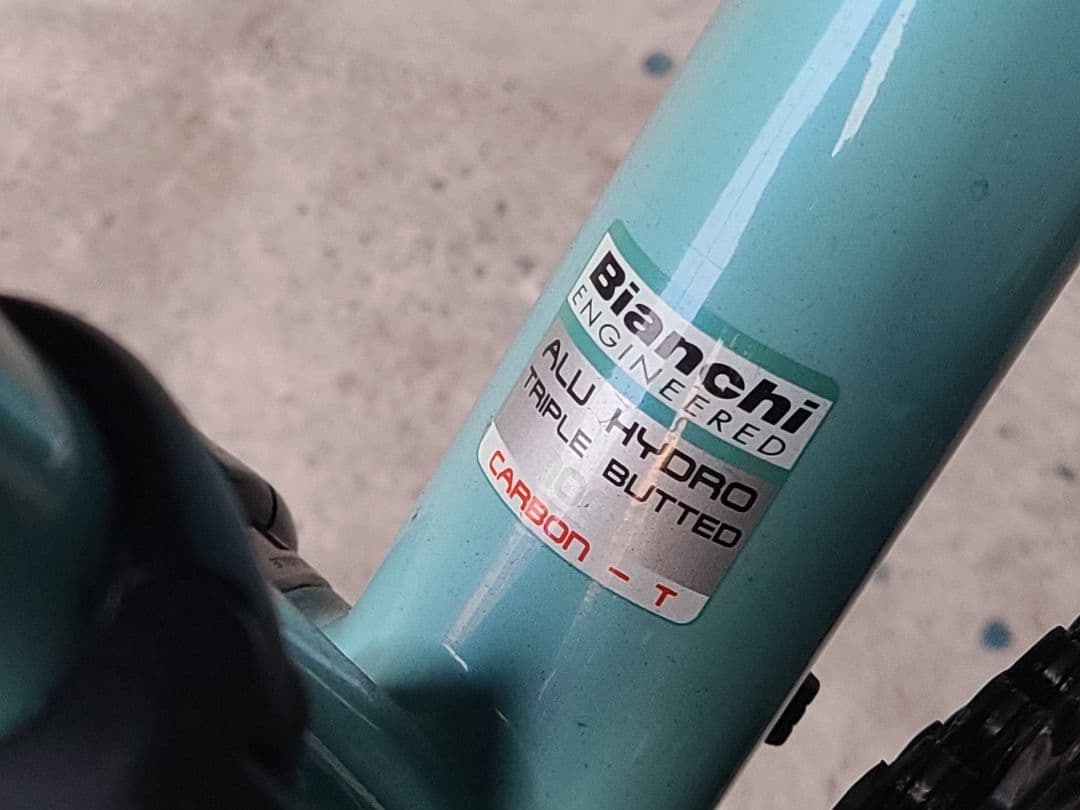 Bianchi
ENGINEERED
ALU HYDRO
TRIPLE BUTTED
CARBON - T